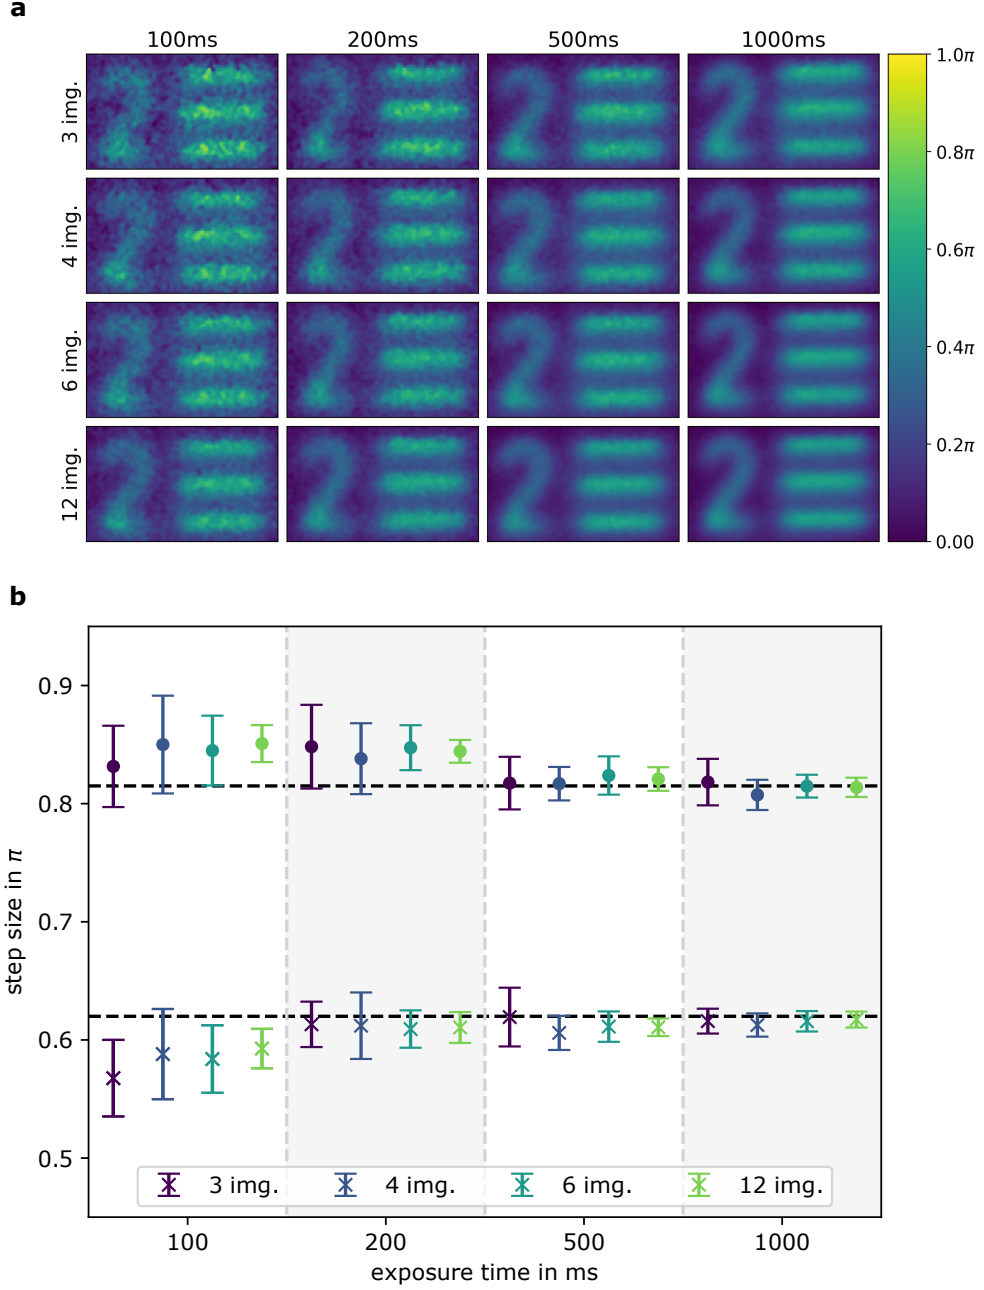 a
100ms 200ms 500ms 1000ms
3 img.
4 img.
6 img.
12 img.
1.0π
0.8π
0.6π
0.4π
0.2π
0.00
b
step size in π
0.9
0.8
0.7
0.6
0.5
3 img. 4 img. 6 img. 12 img.
100 200 500 1000
exposure time in ms